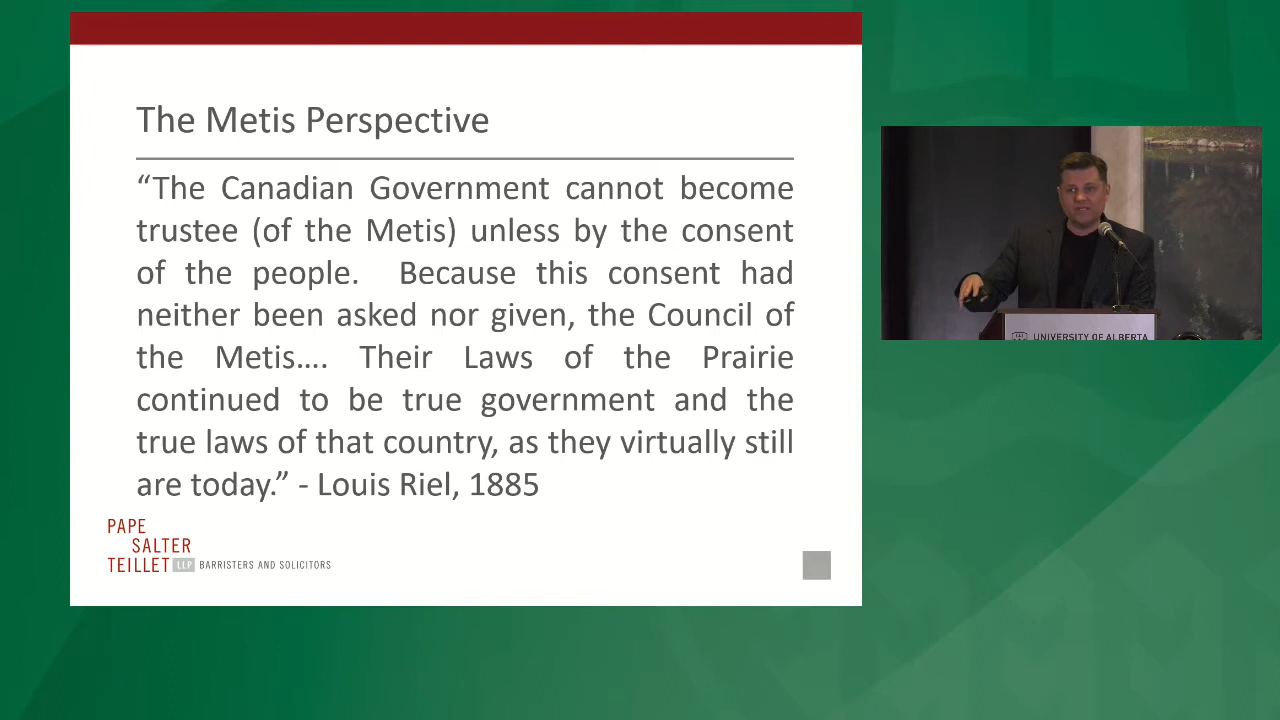 The Metis Perspective
“The Canadian Government cannot become
trustee (of the Metis) unless by the consent
of the people. Because this consent had
neither been asked nor given, the Council of
the Metis…. Their Laws of the Prairie
continued to be true government and the
true laws of that country, as they virtually still
are today.” - Louis Riel, 1885
PAPE
SALTER
TEILLET LLP BARRISTERS AND SOLICITORS
UNIVERSITY OF ALBERTA